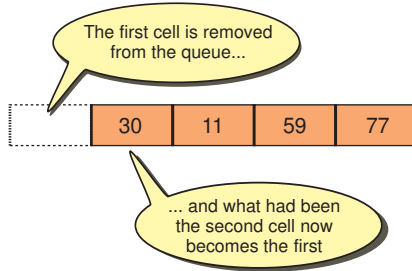 The first cell is removed
from the queue...
30 11 59 77
... and what had been
the second cell now
becomes the first